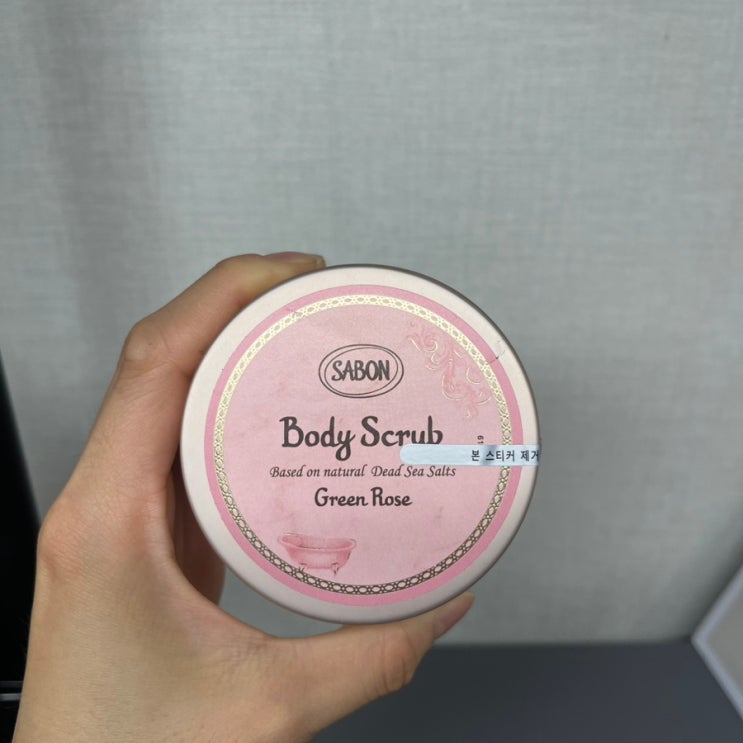 SABON
Body Scrub
본 스티커 제거
Based on natural Dead Sea Salts
Green Rose